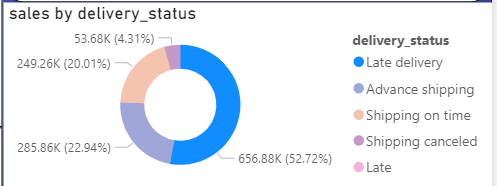 sales by delivery_status
53.68K (4.31%)
249.26K (20.01%)
285.86K (22.94%)
656.88K (52.72%)
delivery_status
Late delivery
Advance shipping
Shipping on time
Shipping canceled
Late